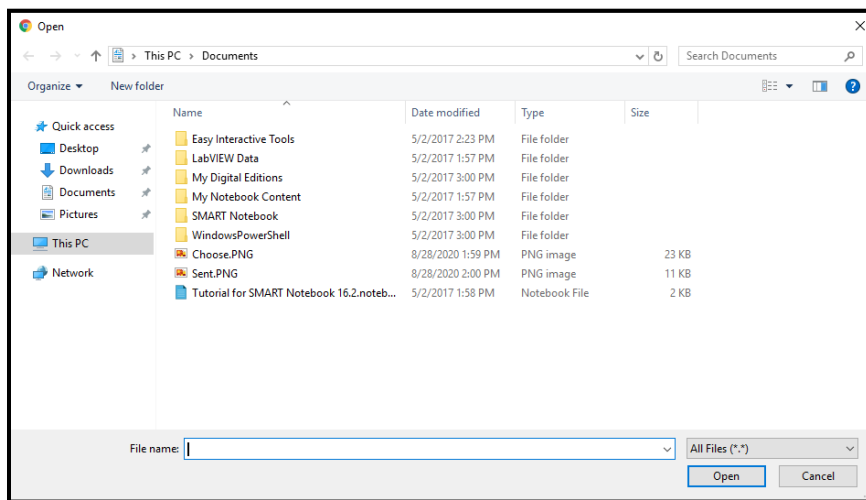 Open
This PC > Documents
Search Documents
Organize
New folder
Name Date modified Type Size
Quick access
Desktop
Downloads
Documents
Pictures
This PC
Network
Easy Interactive Tools 5/2/2017 2:23 PM File folder
LabVIEW Data 5/2/2017 1:57 PM File folder
My Digital Editions 5/2/2017 3:00 PM File folder
My Notebook Content 5/2/2017 1:57 PM File folder
SMART Notebook 5/2/2017 3:00 PM File folder
WindowsPowerShell 5/2/2017 3:00 PM File folder
Choose.PNG 8/28/2020 1:59 PM PNG image 23 KB
Sent.PNG 8/28/2020 2:00 PM PNG image 11 KB
Tutorial for SMART Notebook 16.2.noteb... 5/2/2017 1:58 PM Notebook File 2 KB
File name:
All Files (*.*)
Open Cancel